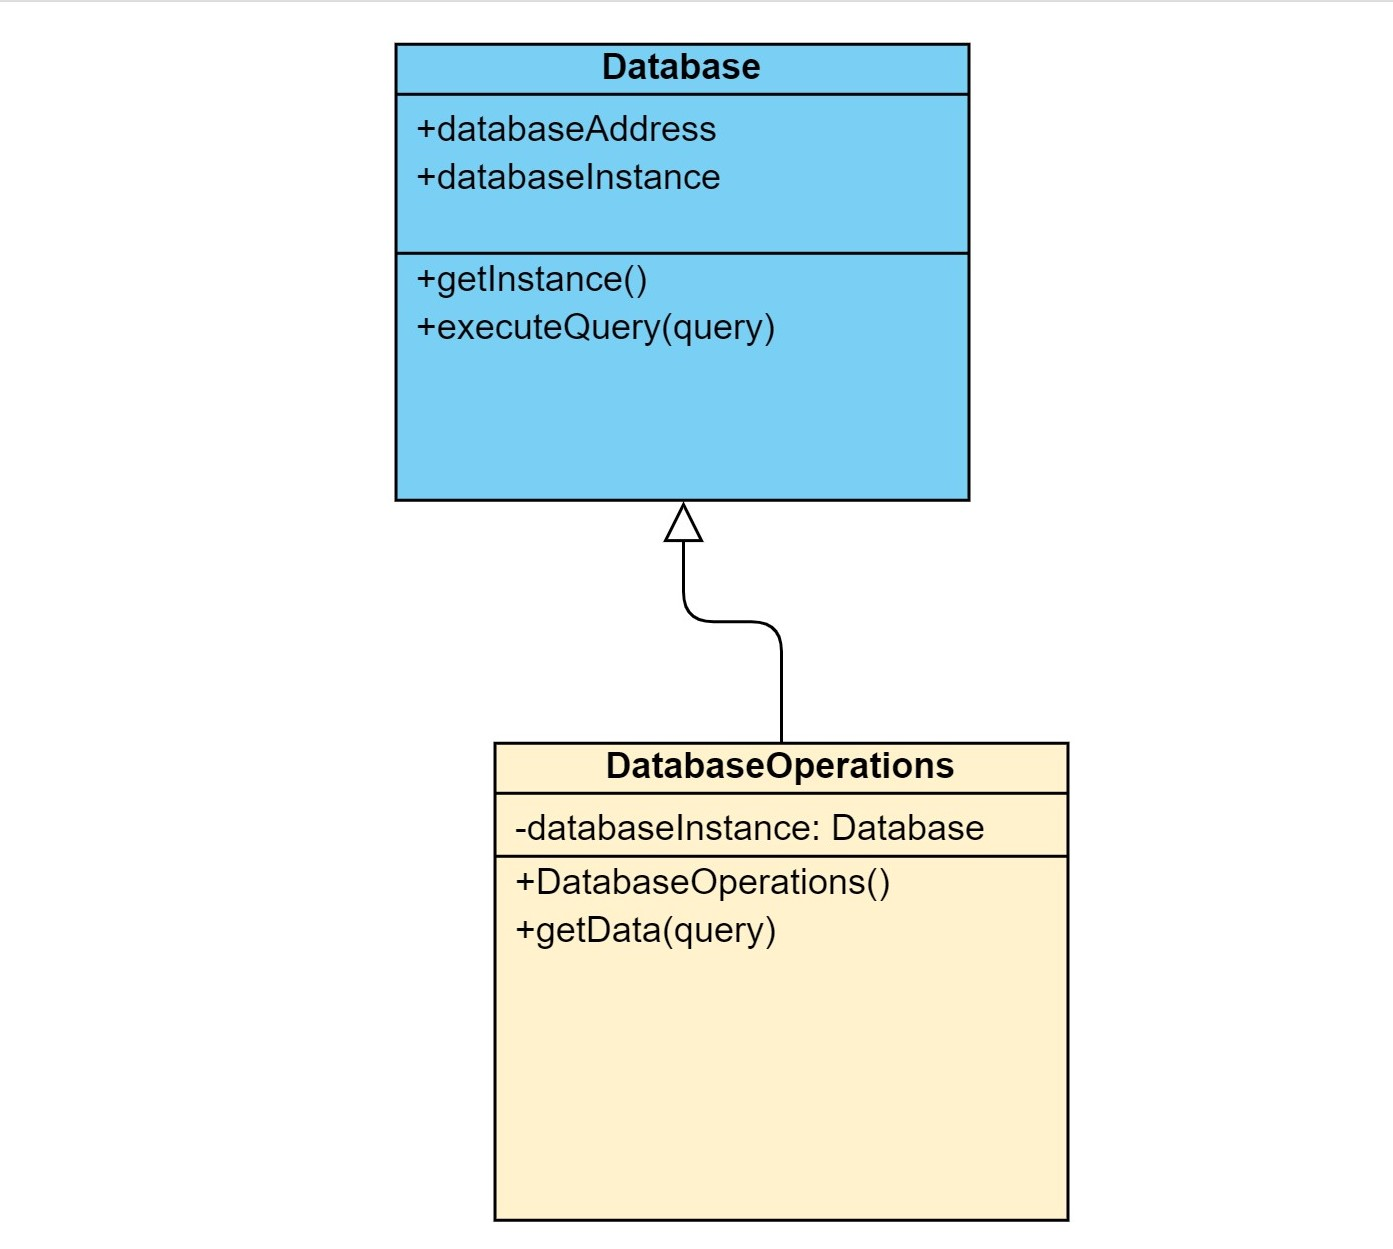 Database
+databaseAddress
+databaseInstance
+getInstance()
+executeQuery(query)
DatabaseOperations
-databaseInstance: Database
+DatabaseOperations()
+getData(query)